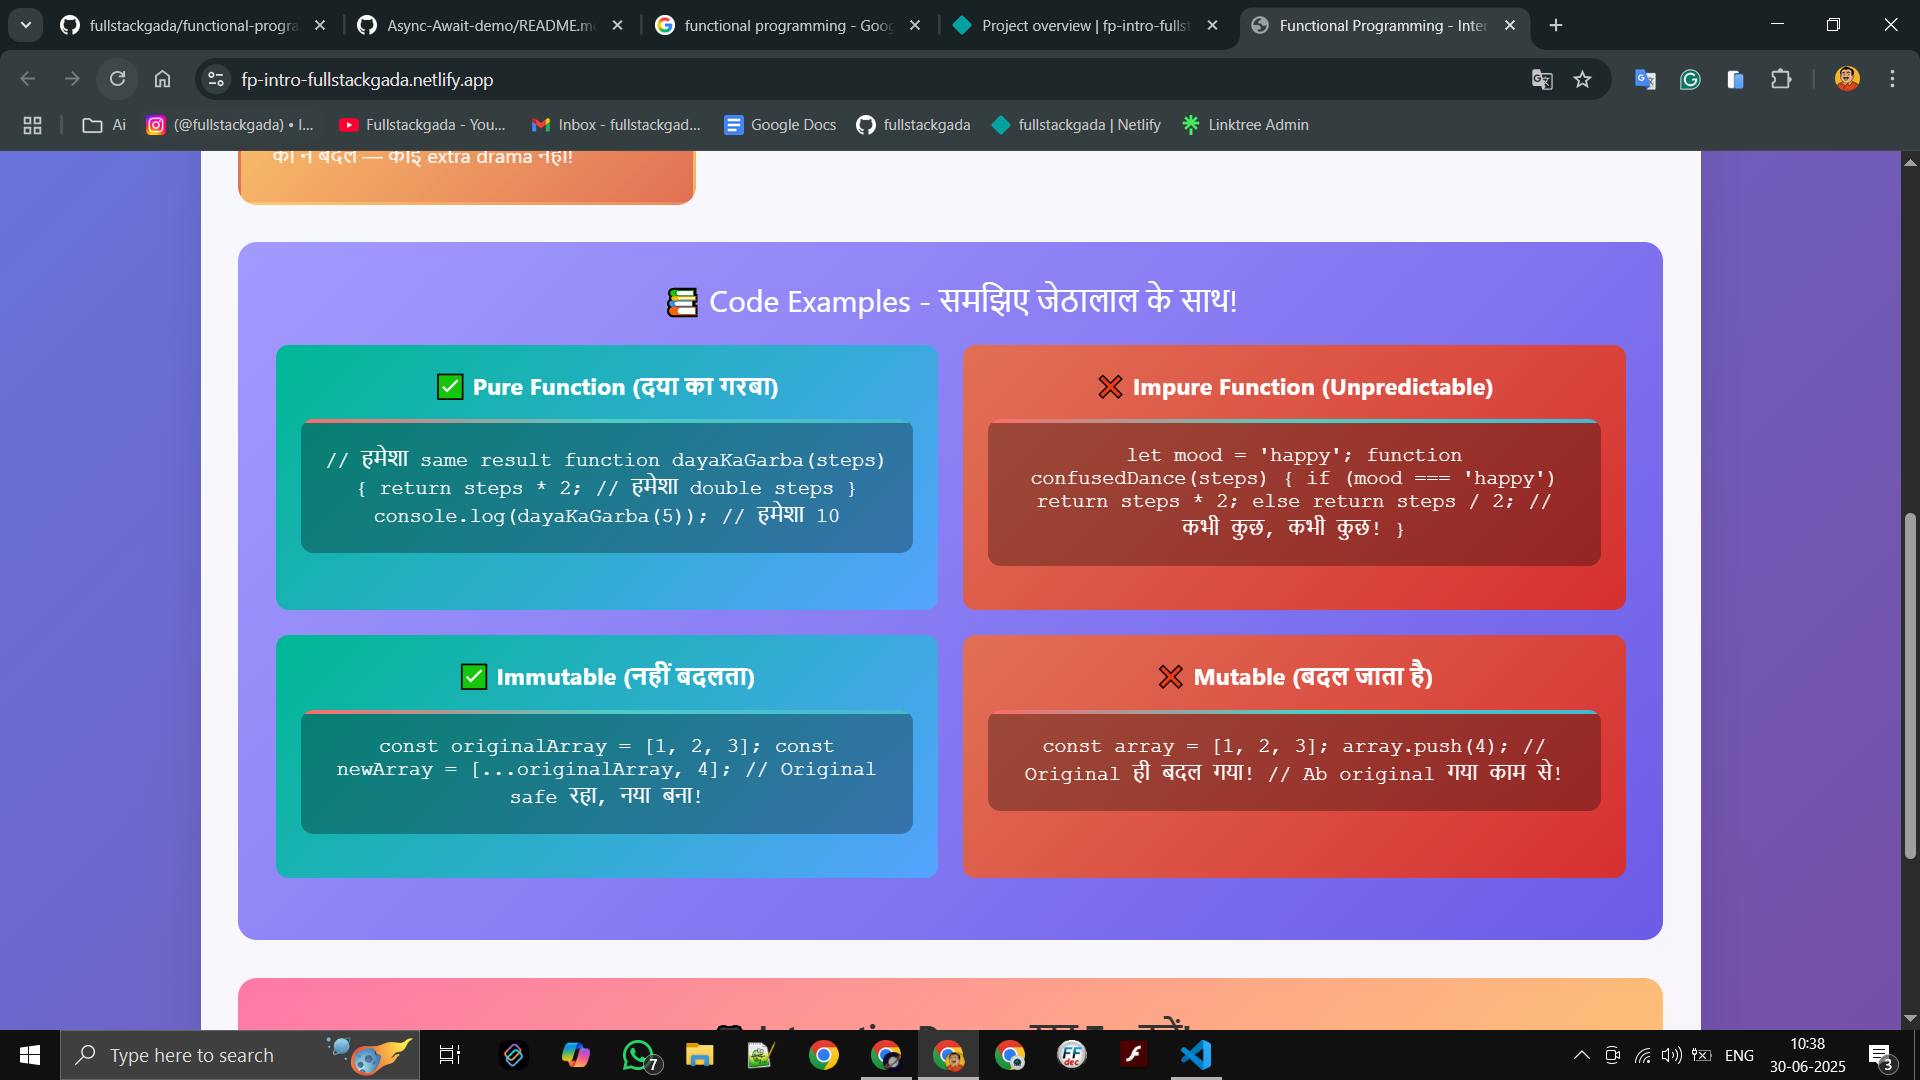 fullstackgada/functional-progra
Async-Await-demo/README.m
functional programming - Goog
Project overview | fp-intro-fullst
Functional Programming - Inter
fp-intro-fullstackgada.netlify.app
Ai
(@fullstackgada) • I...
Fullstackgada - You...
Inbox - fullstackgad...
Google Docs
fullstackgada
fullstackgada | Netlify
Linktree Admin
को न बदल — कोई extra drama नहीं!
Code Examples - समझिए जेठालाल के साथ!
Pure Function (दया का गरबा)
// हमेशा same result function dayaKaGarba(steps)
{ return steps * 2; // हमेशा double steps }
console.log(dayaKaGarba(5)); // हमेशा 10
Impure Function (Unpredictable)
let mood = 'happy'; function
confusedDance(steps) { if (mood === 'happy')
return steps * 2; else return steps / 2; //
कभी कुछ, कभी कुछ! }
Immutable (नहीं बदलता)
const originalArray = [1, 2, 3]; const
newArray = [...originalArray, 4]; // Original
safe रहा, नया बना!
Mutable (बदल जाता है)
const array = [1, 2, 3]; array.push(4); //
Original ही बदल गया! // Ab original गया काम से!
Type here to search
7
FF
dec
ENG
10:38
30-06-2025
3